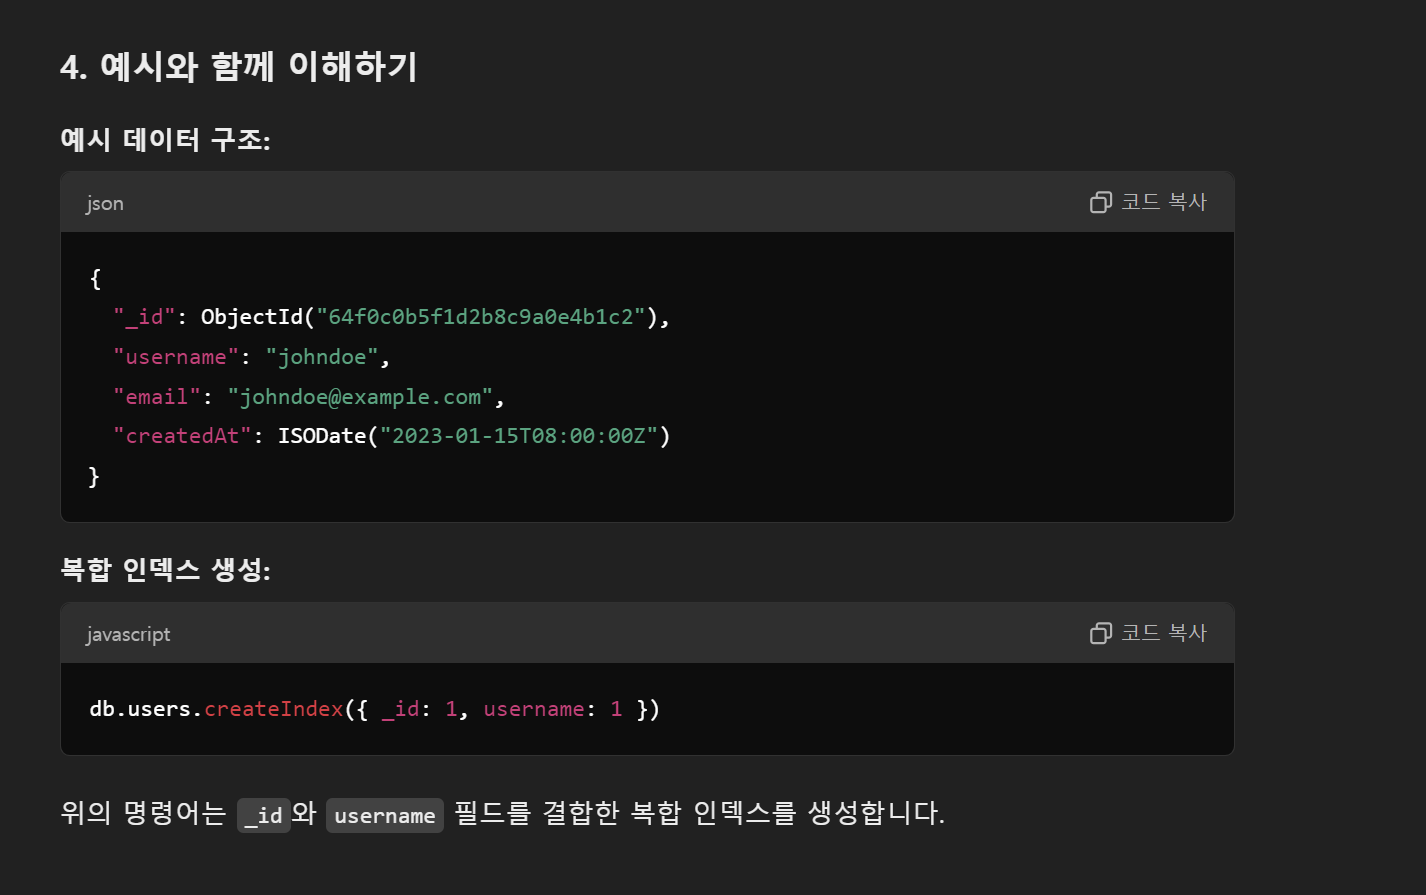 4. 예시와 함께 이해하기
예시 데이터 구조:
json
코드 복사
{
  "_id": ObjectId("64f0c0b5f1d2b8c9a0e4b1c2"),
  "username": "johndoe",
  "email": "johndoe@example.com",
  "createdAt": ISODate("2023-01-15T08:00:00Z")
}
복합 인덱스 생성:
javascript
코드 복사
db.users.createIndex({ _id: 1, username: 1 })
위의 명령어는 _id와 username 필드를 결합한 복합 인덱스를 생성합니다.